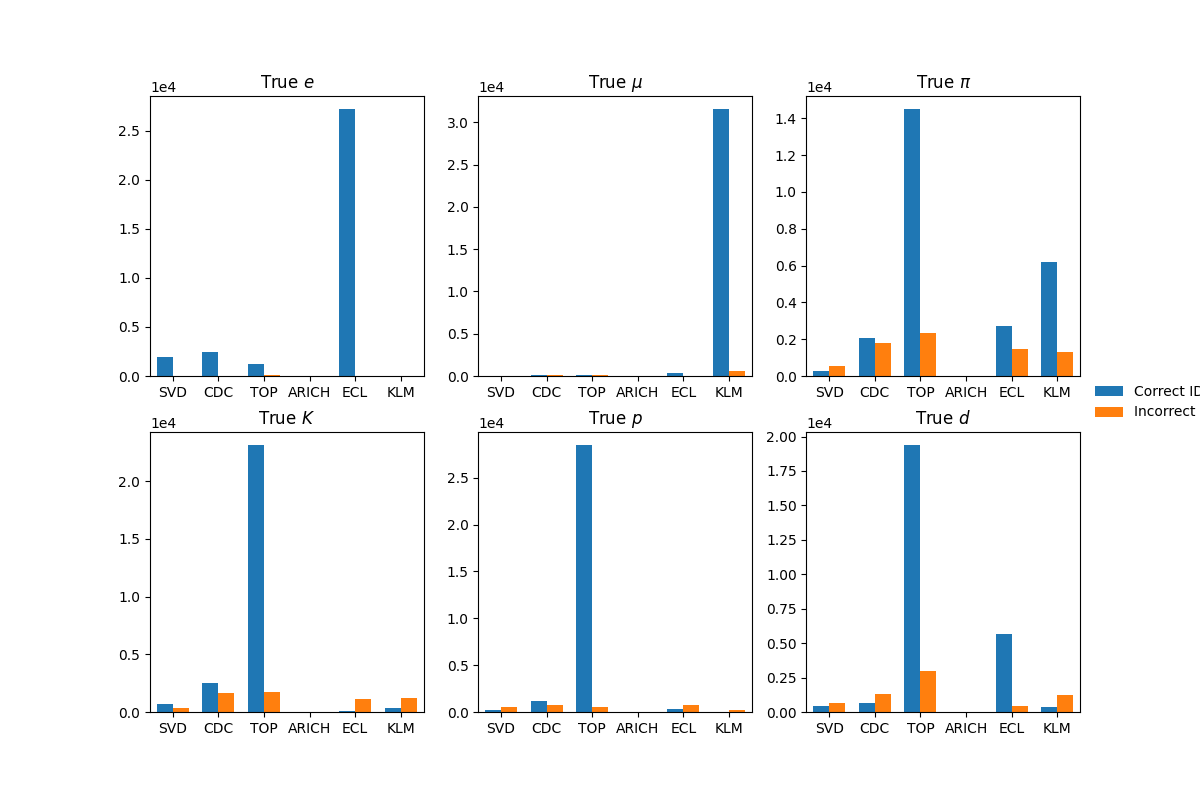 True e
1e4
2.5
2.0
1.5
1.0
0.5
0.0
SVD CDC TOP ARICH ECL KLM
True μ
1e4
3.0
2.5
2.0
1.5
1.0
0.5
0.0
SVD CDC TOP ARICH ECL KLM
True π
1e4
1.4
1.2
1.0
0.8
0.6
0.4
0.2
0.0
SVD CDC TOP ARICH ECL KLM
Correct ID
Incorrect
True K
1e4
2.0
1.5
1.0
0.5
0.0
SVD CDC TOP ARICH ECL KLM
True p
1e4
2.5
2.0
1.5
1.0
0.5
0.0
SVD CDC TOP ARICH ECL KLM
True d
1e4
2.00
1.75
1.50
1.25
1.00
0.75
0.50
0.25
0.00
SVD CDC TOP ARICH ECL KLM